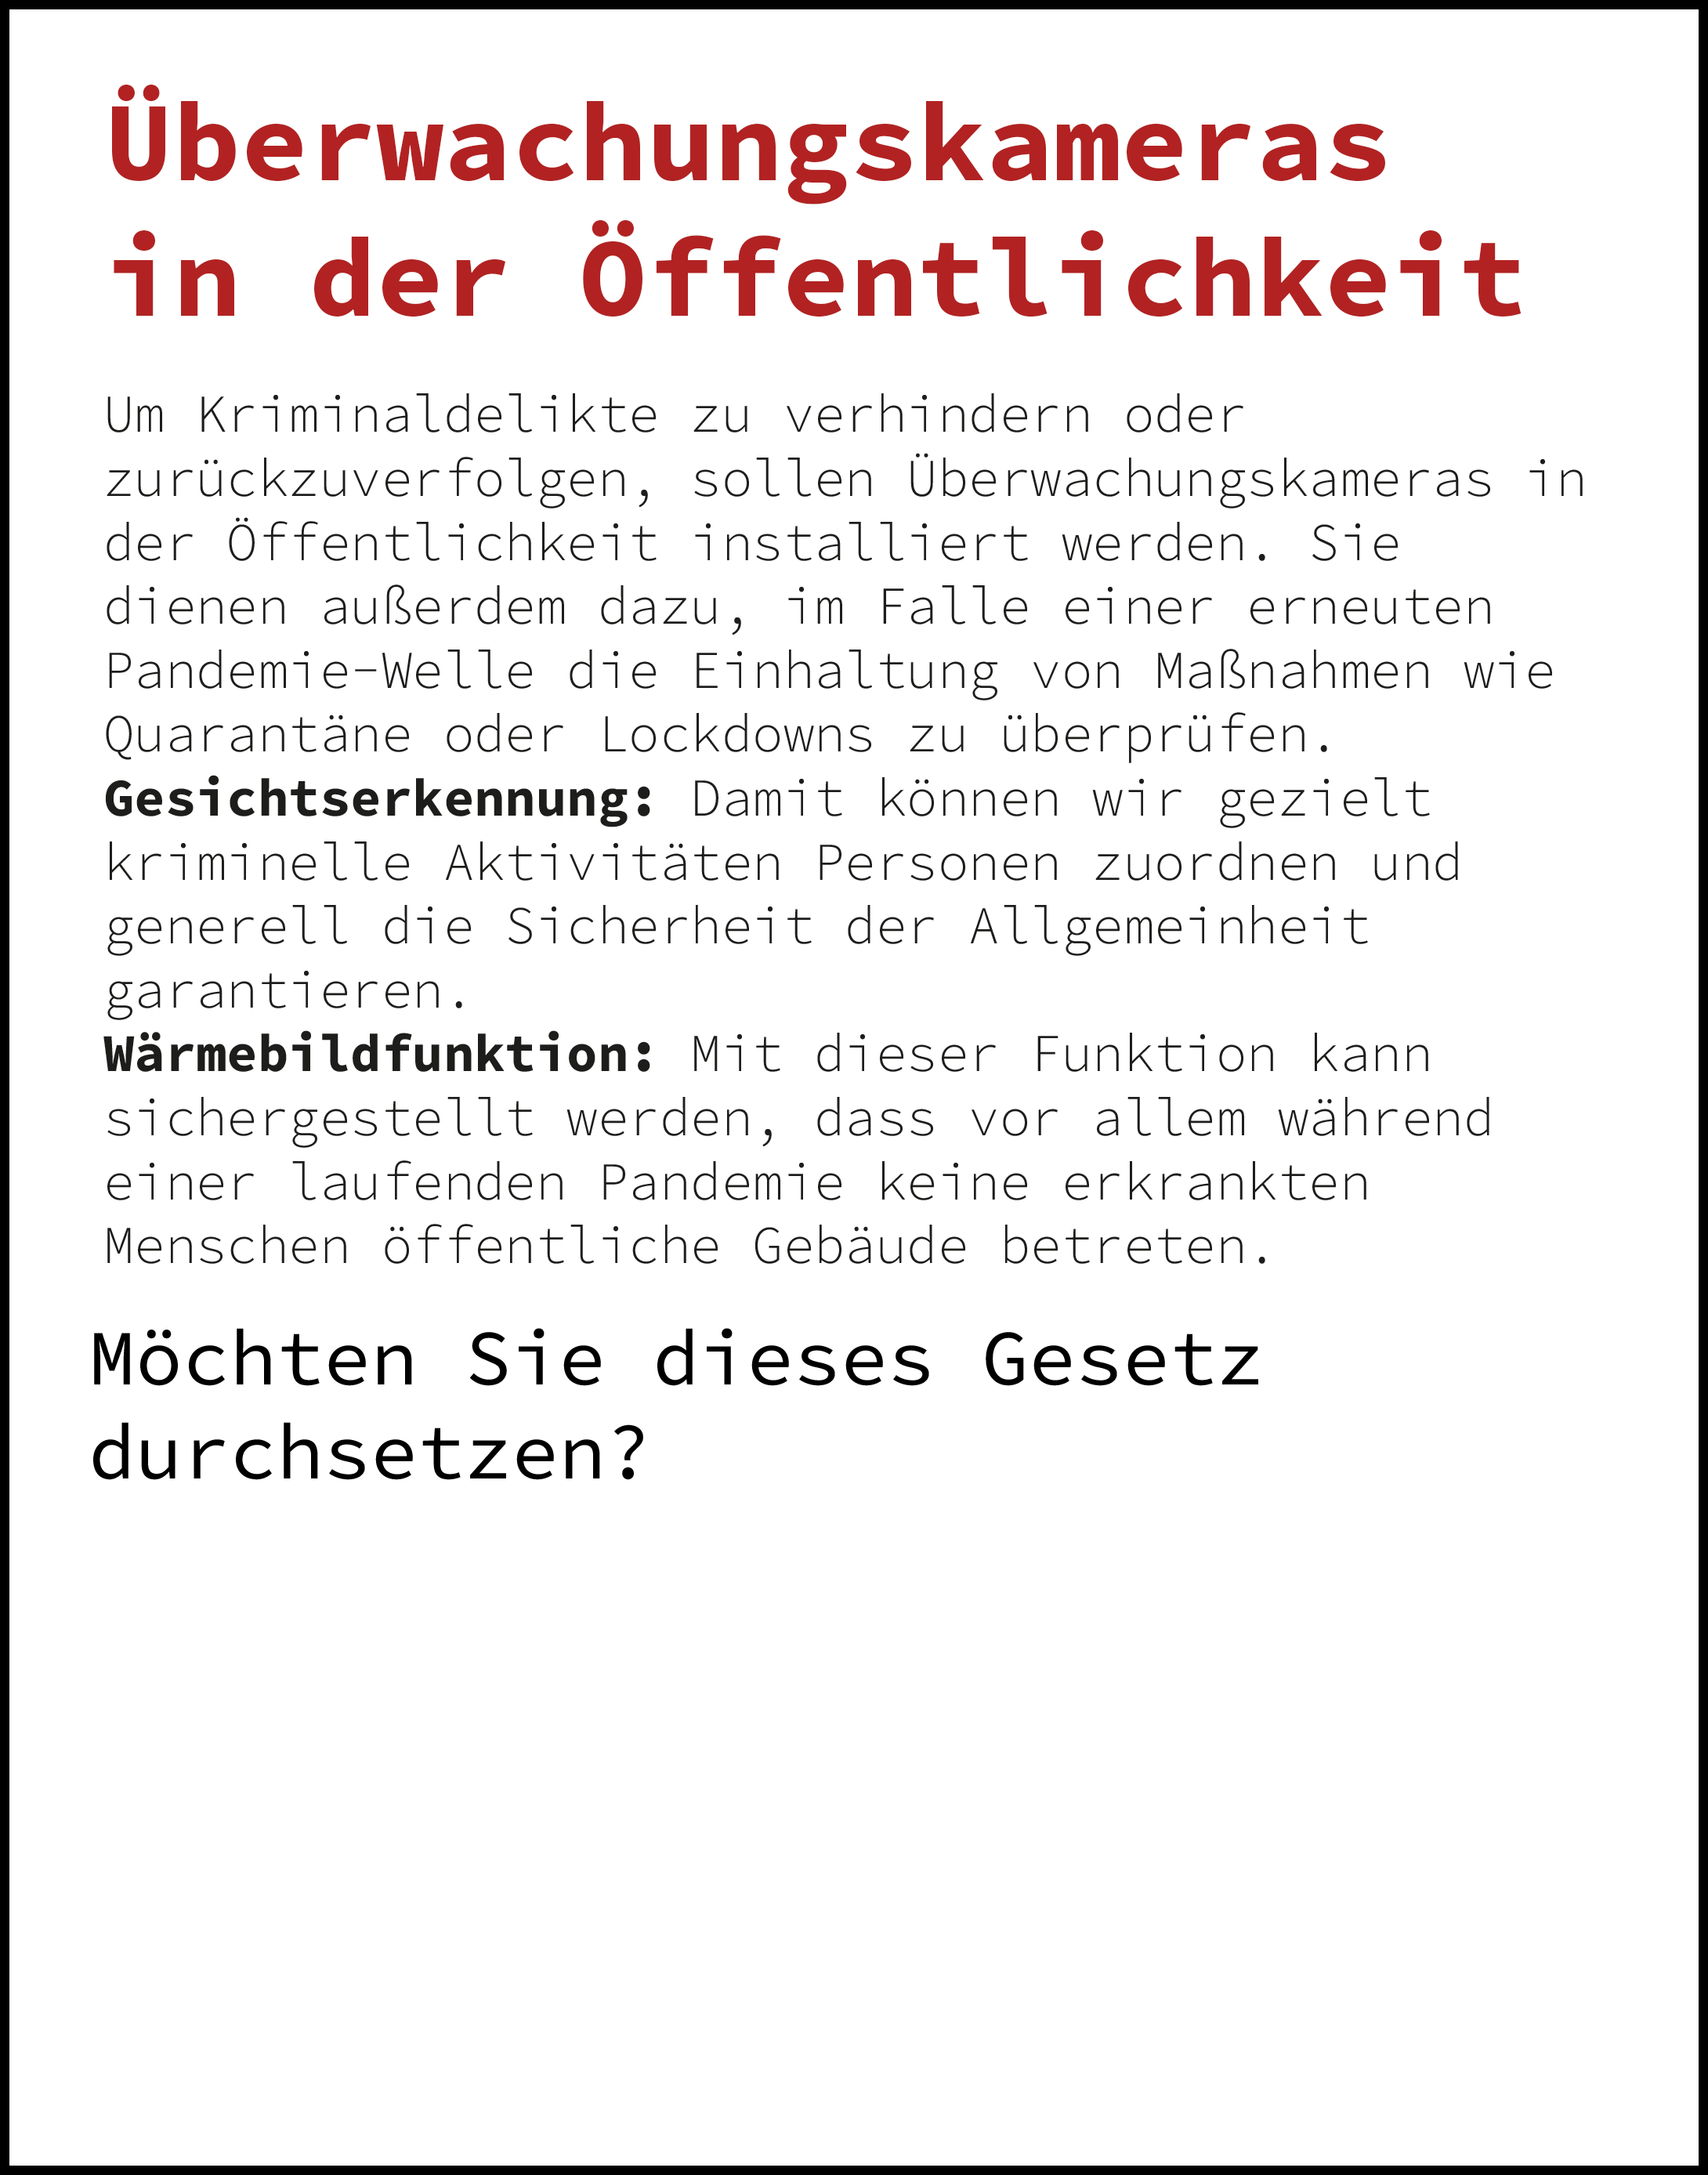 Überwachungskameras
in der Öffentlichkeit
Um Kriminaldelikte zu verhindern oder
zurückzuverfolgen, sollen Überwachungskameras in
der Öffentlichkeit installiert werden. Sie
dienen außerdem dazu, im Falle einer erneuten
Pandemie-Welle die Einhaltung von Maßnahmen wie
Quarantäne oder Lockdowns zu überprüfen.
Gesichtserkennung: Damit können wir gezielt
kriminelle Aktivitäten Personen zuordnen und
generell die Sicherheit der Allgemeinheit
garantieren.
Wärmebildfunktion: Mit dieser Funktion kann
sichergestellt werden, dass vor allem während
einer laufenden Pandemie keine erkrankten
Menschen öffentliche Gebäude betreten.
Möchten Sie dieses Gesetz
durchsetzen?